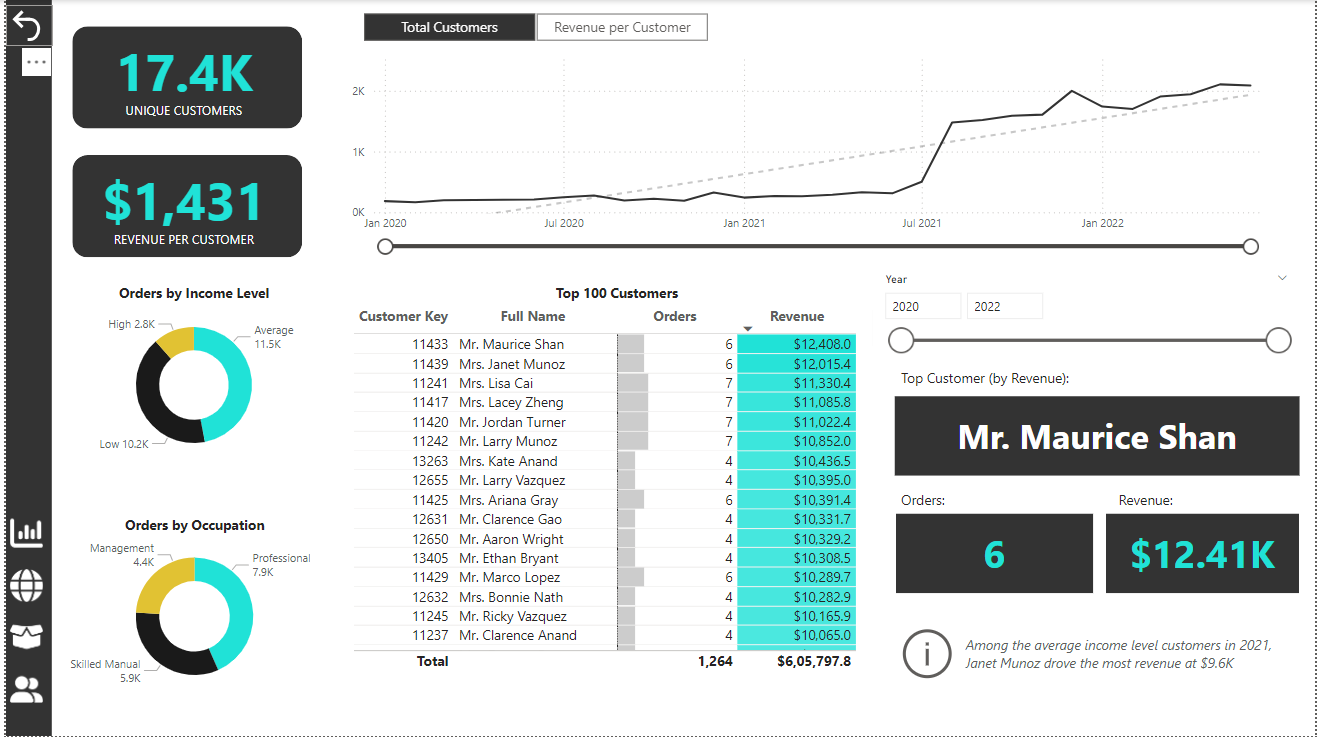 17.4K
UNIQUE CUSTOMERS
$1,431
REVENUE PER CUSTOMER
Total Customers
Revenue per Customer
2K
1K
0K
Jan 2020
Jul 2020
Jan 2021
Jul 2021
Jan 2022
Orders by Income Level
High 2.8K
Average
11.5K
Low 10.2K
Orders by Occupation
Management
4.4K
Professional
7.9K
Skilled Manual
5.9K
Top 100 Customers
Customer Key Full Name Orders Revenue
11433 Mr. Maurice Shan 6 $12,408.0
11439 Mrs. Janet Munoz 6 $12,015.4
11241 Mrs. Lisa Cai 7 $11,330.4
11417 Mrs. Lacey Zheng 7 $11,085.8
11420 Mr. Jordan Turner 7 $11,022.4
11242 Mr. Larry Munoz 7 $10,852.0
13263 Mrs. Kate Anand 4 $10,436.5
12655 Mr. Larry Vazquez 4 $10,395.0
11425 Mrs. Ariana Gray 6 $10,391.4
12631 Mr. Clarence Gao 4 $10,331.7
12650 Mr. Aaron Wright 4 $10,329.2
13405 Mr. Ethan Bryant 4 $10,308.5
11429 Mr. Marco Lopez 6 $10,289.7
12632 Mrs. Bonnie Nath 4 $10,282.9
11245 Mr. Ricky Vazquez 4 $10,165.9
11237 Mr. Clarence Anand 4 $10,065.0
Total 1,264 $6,05,797.8
Year
2020 2022
Top Customer (by Revenue):
Mr. Maurice Shan
Orders:
6
Revenue:
$12.41K
Among the average income level customers in 2021,
Janet Munoz drove the most revenue at $9.6K